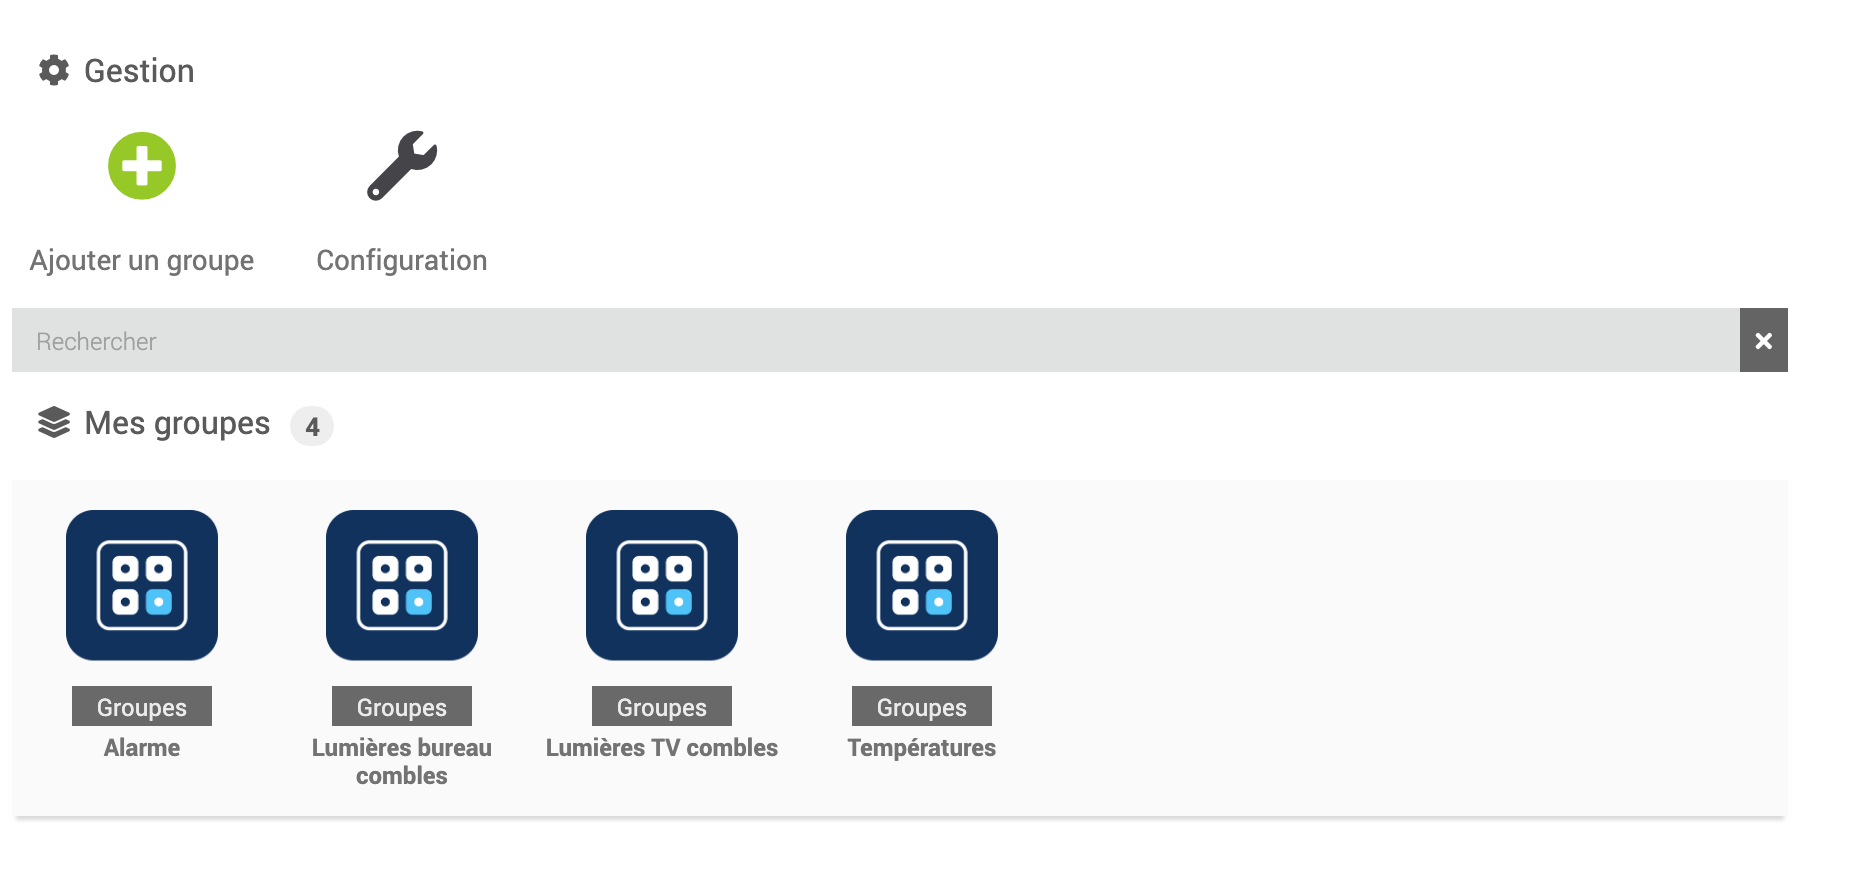 Gestion
Ajouter un groupe
Configuration
Rechercher
Mes groupes 4
Groupes
Alarme
Groupes
Lumières bureau
combles
Groupes
Lumières TV combles
Groupes
Températures